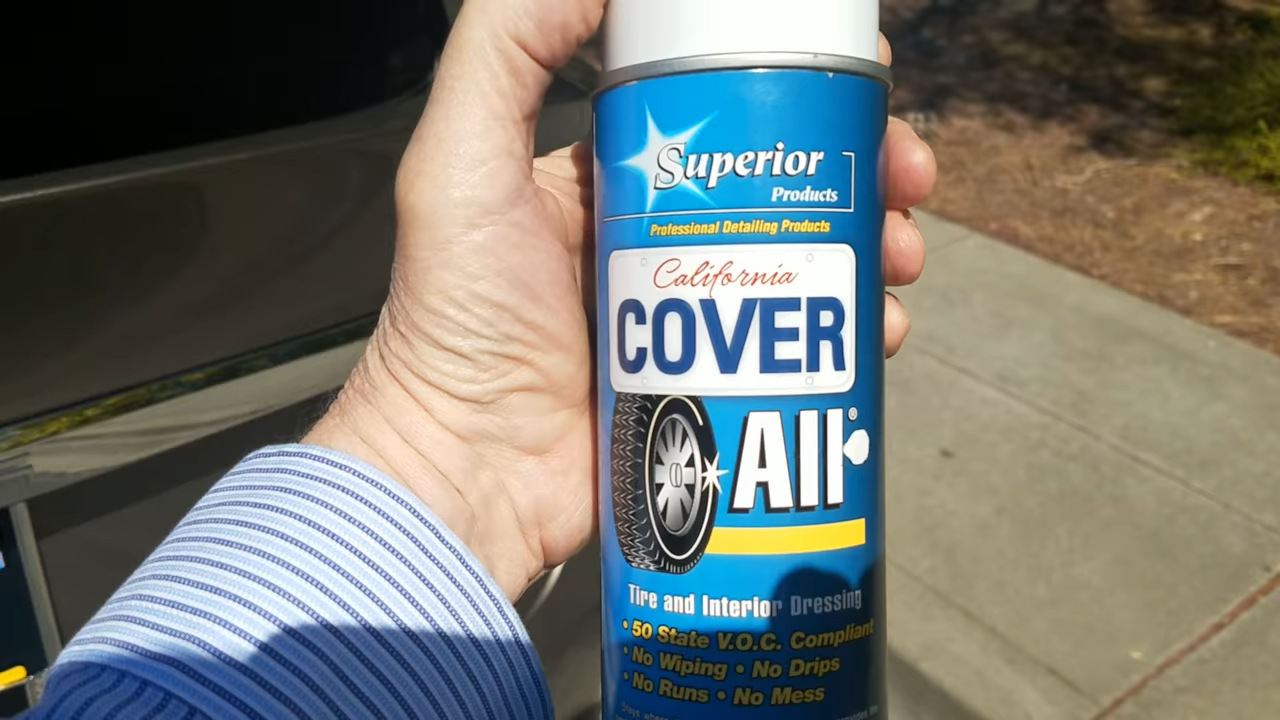 Superior
Products
Professional Detailing Products
California
COVER
All®
Tire and Interior Dressing
• 50 State V.O.C. Compliant
• No Wiping • No Drips
• No Runs • No Mess
Stays